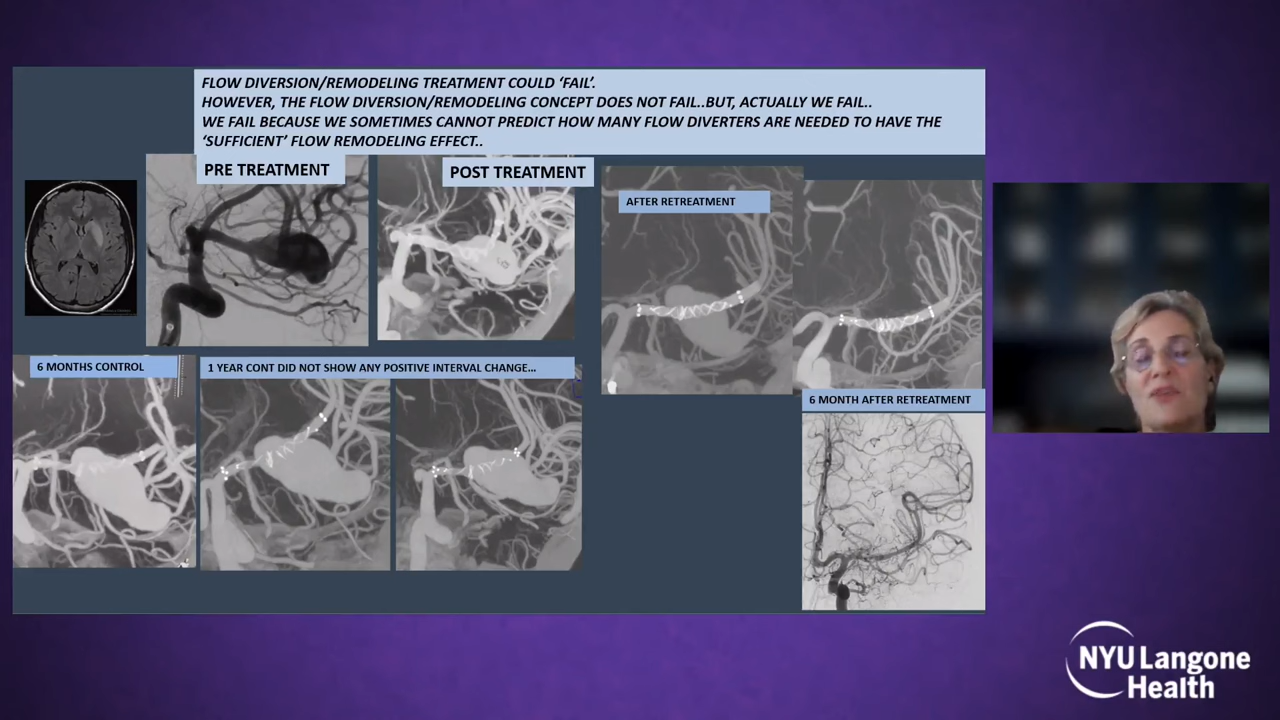 FLOW DIVERSION/REMODELING TREATMENT COULD 'FAIL'.
HOWEVER, THE FLOW DIVERSION/REMODELING CONCEPT DOES NOT FAIL..BUT, ACTUALLY WE FAIL..
WE FAIL BECAUSE WE SOMETIMES CANNOT PREDICT HOW MANY FLOW DIVERTERS ARE NEEDED TO HAVE THE
'SUFFICIENT' FLOW REMODELING EFFECT..
PRE TREATMENT
POST TREATMENT
AFTER RETREATMENT
6 MONTHS CONTROL
1 YEAR CONT DID NOT SHOW ANY POSITIVE INTERVAL CHANGE...
6 MONTH AFTER RETREATMENT
NYU Langone
Health